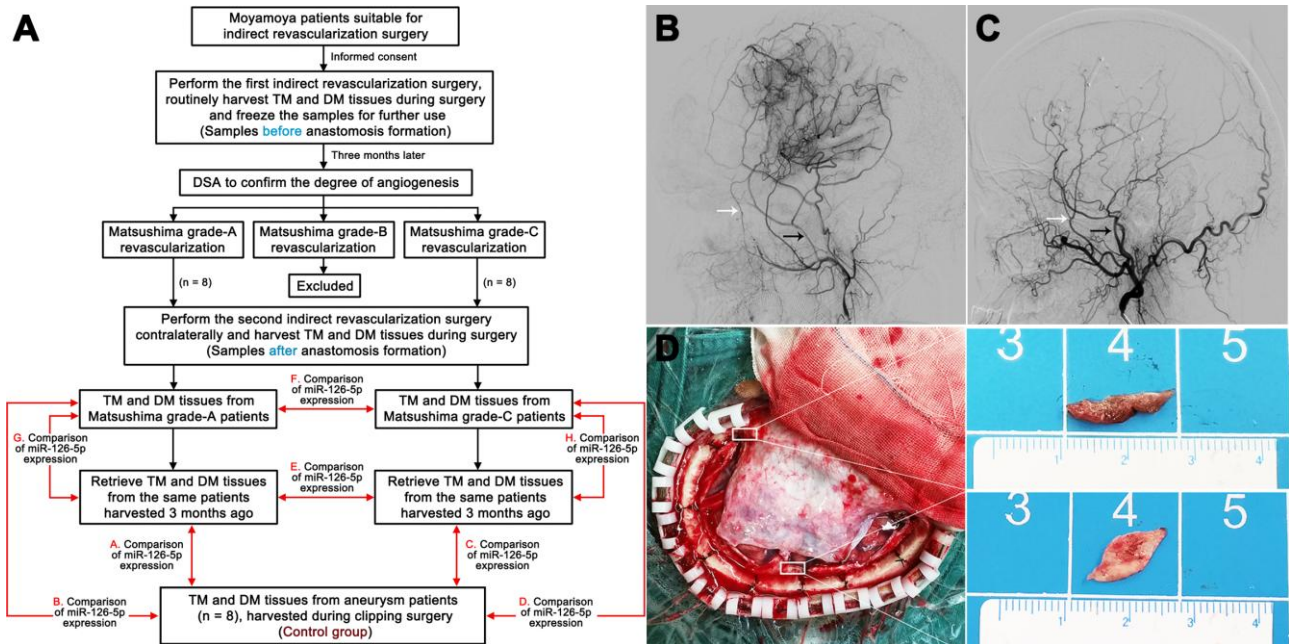 A
Moyamoya patients suitable for
indirect revascularization surgery
Informed consent
Perform the first indirect revascularization surgery,
routinely harvest TM and DM tissues during surgery
and freeze the samples for further use
(Samples before anastomosis formation)
Three months later
DSA to confirm the degree of angiogenesis
Matsushima grade-A
revascularization
Matsushima grade-B
revascularization
Matsushima grade-C
revascularization
(n = 8)
Excluded
(n = 8)
Perform the second indirect revascularization surgery
contralaterally and harvest TM and DM tissues during surgery
(Samples after anastomosis formation)
TM and DM tissues from
Matsushima grade-A patients
F. Comparison
of miR-126-5p
expression
TM and DM tissues from
Matsushima grade-C patients
G. Comparison
of miR-126-5p
expression
H. Comparison
of miR-126-5p
expression
Retrieve TM and DM tissues
from the same patients
harvested 3 months ago
E. Comparison
of miR-126-5p
expression
Retrieve TM and DM tissues
from the same patients
harvested 3 months ago
A. Comparison
of miR-126-5p
expression
C. Comparison
of miR-126-5p
expression
B. Comparison
of miR-126-5p
expression
TM and DM tissues from aneurysm patients
(n = 8), harvested during clipping surgery
(Control group)
D. Comparison
of miR-126-5p
expression
B
C
D
3 4 5
1 2 3 4
3 4 5
1 2 3 4